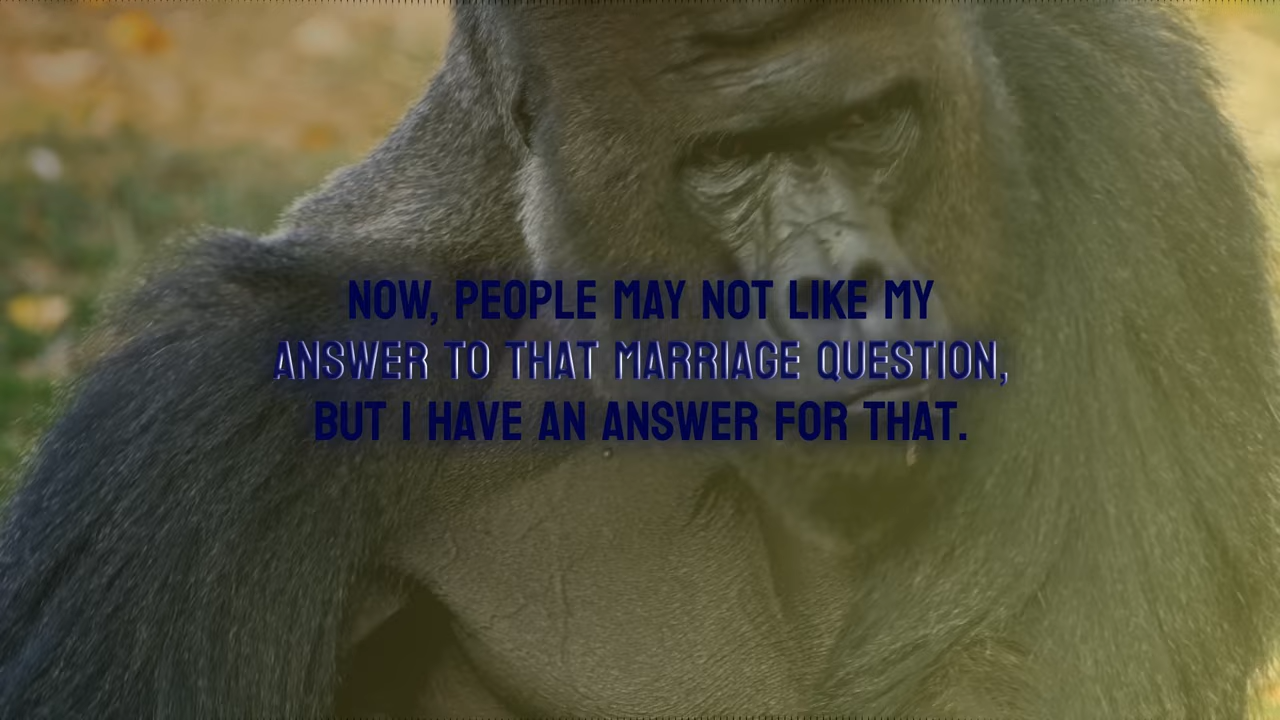 NOW, PEOPLE MAY NOT LIKE MY
ANSWER TO THAT MARRIAGE QUESTION,
BUT I HAVE AN ANSWER FOR THAT.